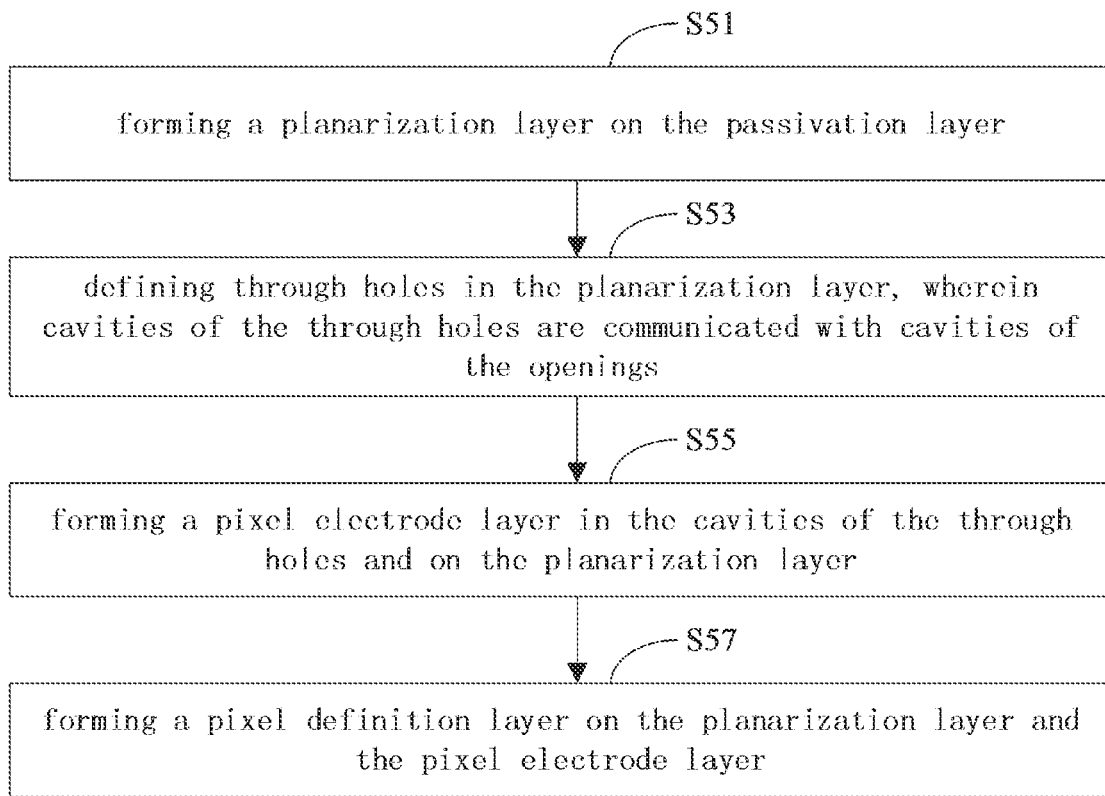 S51
forming a planarization layer on the passivation layer
S53
defining through holes in the planarization layer, wherein
cavities of the through holes are communicated with cavities of
the openings
S55
forming a pixel electrode layer in the cavities of the through
holes and on the planarization layer
S57
forming a pixel definition layer on the planarization layer and
the pixel electrode layer